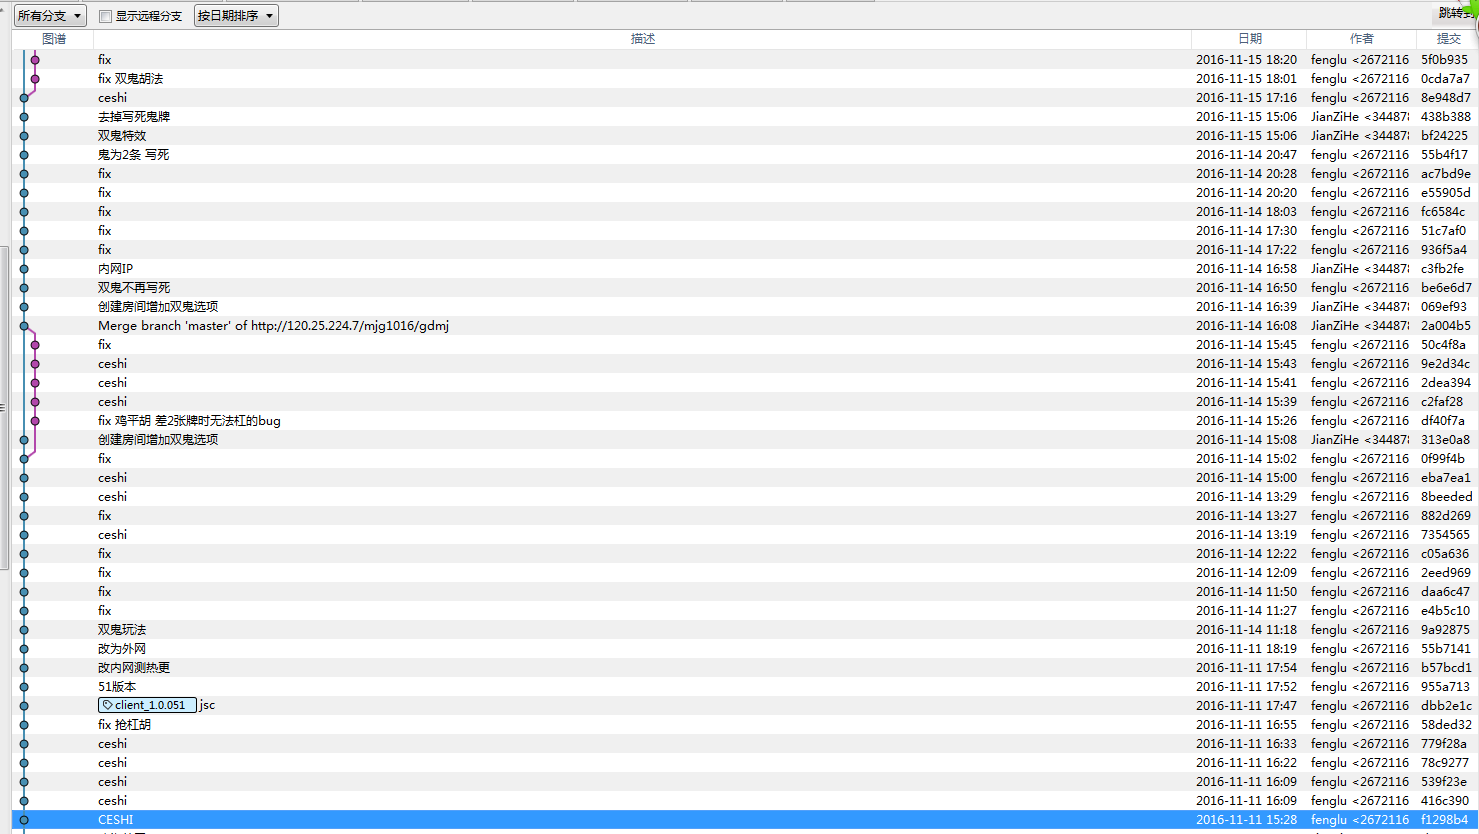 所有分支 显示远程分支 按日期排序 跳转到
图谱 描述 日期 作者 提交
fix 2016-11-15 18:20 fenglu <2672116 5f0b935
fix 双鬼胡法 2016-11-15 18:01 fenglu <2672116 0cda7a7
ceshi 2016-11-15 17:16 fenglu <2672116 8e948d7
去掉写死鬼牌 2016-11-15 15:06 JianZiHe <344878 438b388
双鬼特效 2016-11-15 15:06 JianZiHe <344878 bf24225
鬼为2条 写死 2016-11-14 20:47 fenglu <2672116 55b4f17
fix 2016-11-14 20:28 fenglu <2672116 ac7bd9e
fix 2016-11-14 20:20 fenglu <2672116 e55905d
fix 2016-11-14 18:03 fenglu <2672116 fc6584c
fix 2016-11-14 17:30 fenglu <2672116 51c7af0
fix 2016-11-14 17:22 fenglu <2672116 936f5a4
内网IP 2016-11-14 16:58 JianZiHe <344878 c3fb2fe
双鬼不再写死 2016-11-14 16:50 JianZiHe <344878 be6e6d7
创建房间增加双鬼选项 2016-11-14 16:39 JianZiHe <344878 069ef93
Merge branch 'master' of http://120.25.224.7/mjg1016/gdmj 2016-11-14 16:08 JianZiHe <344878 2a004b5
fix 2016-11-14 15:45 fenglu <2672116 50c4f8a
ceshi 2016-11-14 15:43 fenglu <2672116 9e2d34c
ceshi 2016-11-14 15:41 fenglu <2672116 2dea394
ceshi 2016-11-14 15:39 fenglu <2672116 c2faf28
fix 鸡平胡 差2张牌时无法杠的bug 2016-11-14 15:26 fenglu <2672116 df40f7a
创建房间增加双鬼选项 2016-11-14 15:08 JianZiHe <344878 313e0a8
fix 2016-11-14 15:02 fenglu <2672116 0f99f4b
ceshi 2016-11-14 15:00 fenglu <2672116 eba7ea1
ceshi 2016-11-14 13:29 fenglu <2672116 8beeded
fix 2016-11-14 13:27 fenglu <2672116 882d269
ceshi 2016-11-14 13:19 fenglu <2672116 7354565
fix 2016-11-14 12:22 fenglu <2672116 c05a636
fix 2016-11-14 12:09 fenglu <2672116 2eed969
fix 2016-11-14 11:50 fenglu <2672116 daa6c47
fix 2016-11-14 11:27 fenglu <2672116 e4b5c10
双鬼玩法 2016-11-14 11:18 fenglu <2672116 9a92875
改为外网 2016-11-11 18:19 fenglu <2672116 55b7141
改内网测热更 2016-11-11 17:54 fenglu <2672116 b57bcd1
51版本 2016-11-11 17:52 fenglu <2672116 955a713
client_1.0.051 jsc 2016-11-11 17:47 fenglu <2672116 dbb2e1c
fix 抢杠胡 2016-11-11 16:55 fenglu <2672116 58ded32
ceshi 2016-11-11 16:33 fenglu <2672116 779f28a
ceshi 2016-11-11 16:22 fenglu <2672116 78c9277
ceshi 2016-11-11 16:09 fenglu <2672116 539f23e
ceshi 2016-11-11 16:09 fenglu <2672116 416c390
CESHI 2016-11-11 15:28 fenglu <2672116 f1298b4